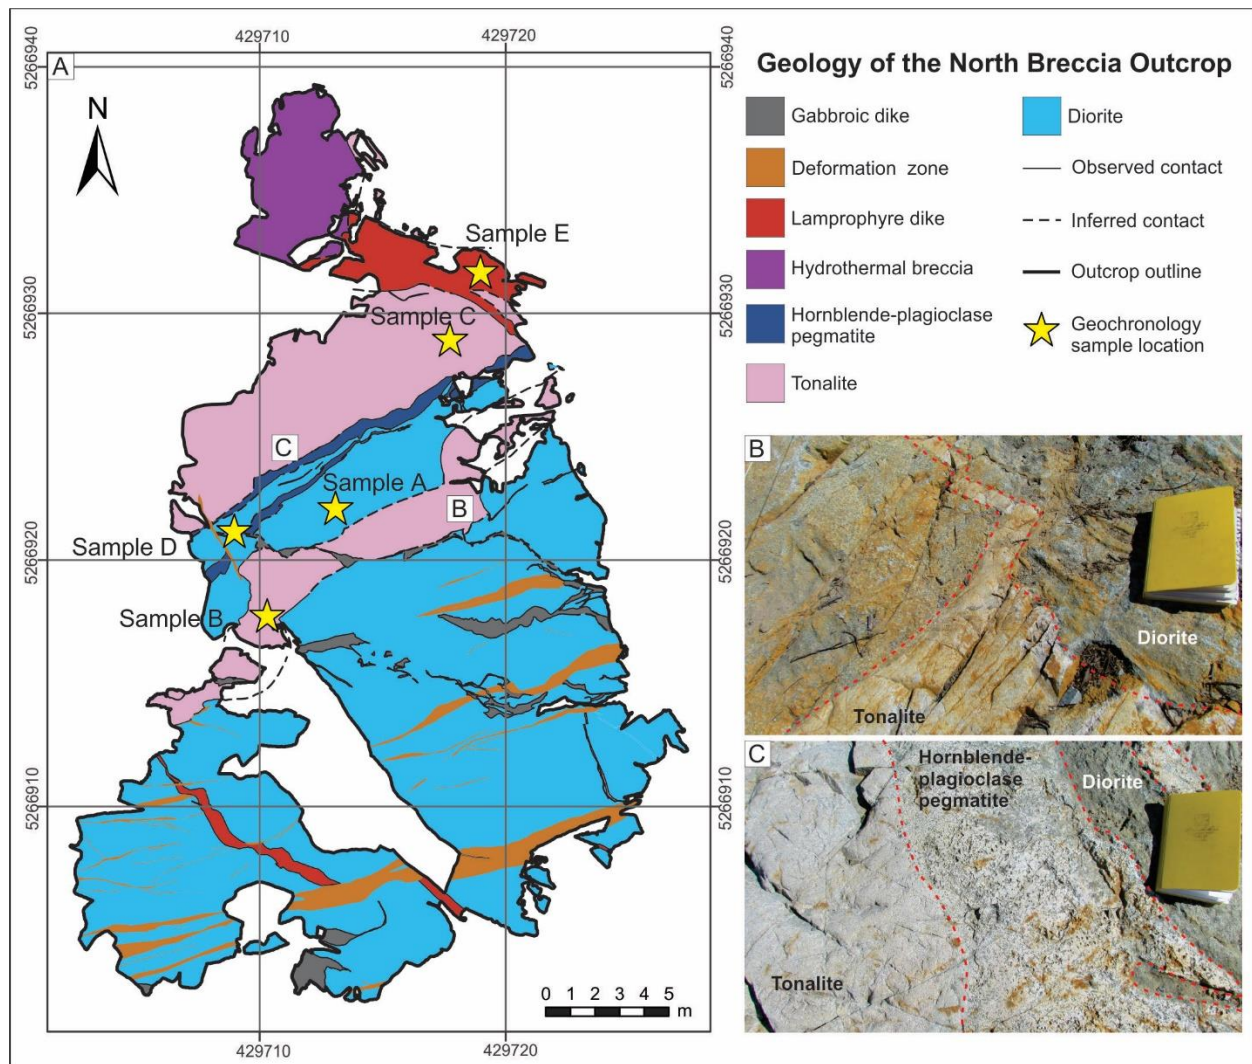 A
429710
429720
5266940
5266940
N
Sample E
5266930
5266930
Sample C
C
Sample A
B
Sample D
5266920
5266920
Sample B
5266910
5266910
0 1 2 3 4 5
m
429710
429720
Geology of the North Breccia Outcrop
Gabbroic dike
Deformation zone
Lamprophyre dike
Hydrothermal breccia
Hornblende-plagioclase
pegmatite
Tonalite
Diorite
Observed contact
Inferred contact
Outcrop outline
Geochronology
sample location
B
Diorite
Tonalite
C
Hornblende-
plagioclase
pegmatite
Diorite
Tonalite